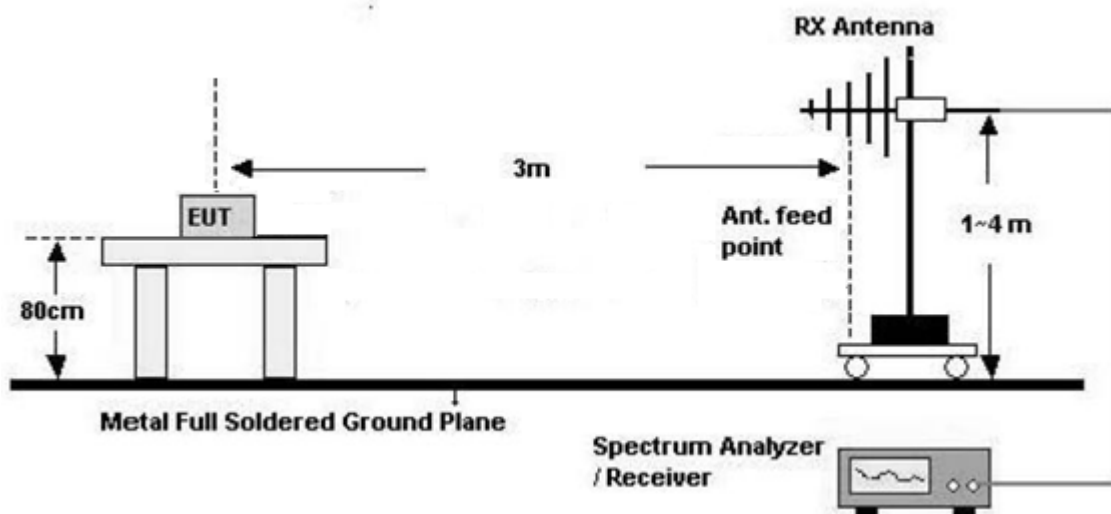 RX Antenna
3m
EUT
Ant. feed
point
1~4 m
80cm
Metal Full Soldered Ground Plane
Spectrum Analyzer
/ Receiver